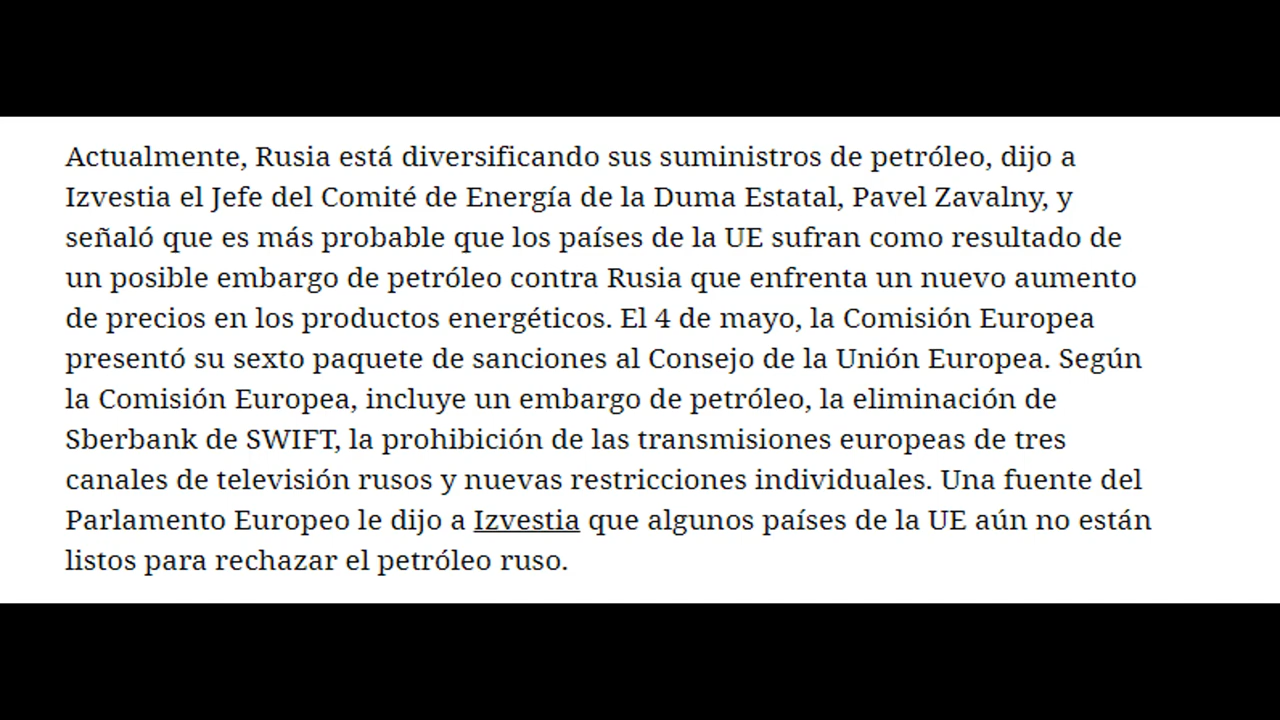 Actualmente, Rusia está diversificando sus suministros de petróleo, dijo a
Izvestia el Jefe del Comité de Energía de la Duma Estatal, Pavel Zavalny, y
señaló que es más probable que los países de la UE sufran como resultado de
un posible embargo de petróleo contra Rusia que enfrenta un nuevo aumento
de precios en los productos energéticos. El 4 de mayo, la Comisión Europea
presentó su sexto paquete de sanciones al Consejo de la Unión Europea. Según
la Comisión Europea, incluye un embargo de petróleo, la eliminación de
Sberbank de SWIFT, la prohibición de las transmisiones europeas de tres
canales de televisión rusos y nuevas restricciones individuales. Una fuente del
Parlamento Europeo le dijo a Izvestia que algunos países de la UE aún no están
listos para rechazar el petróleo ruso.